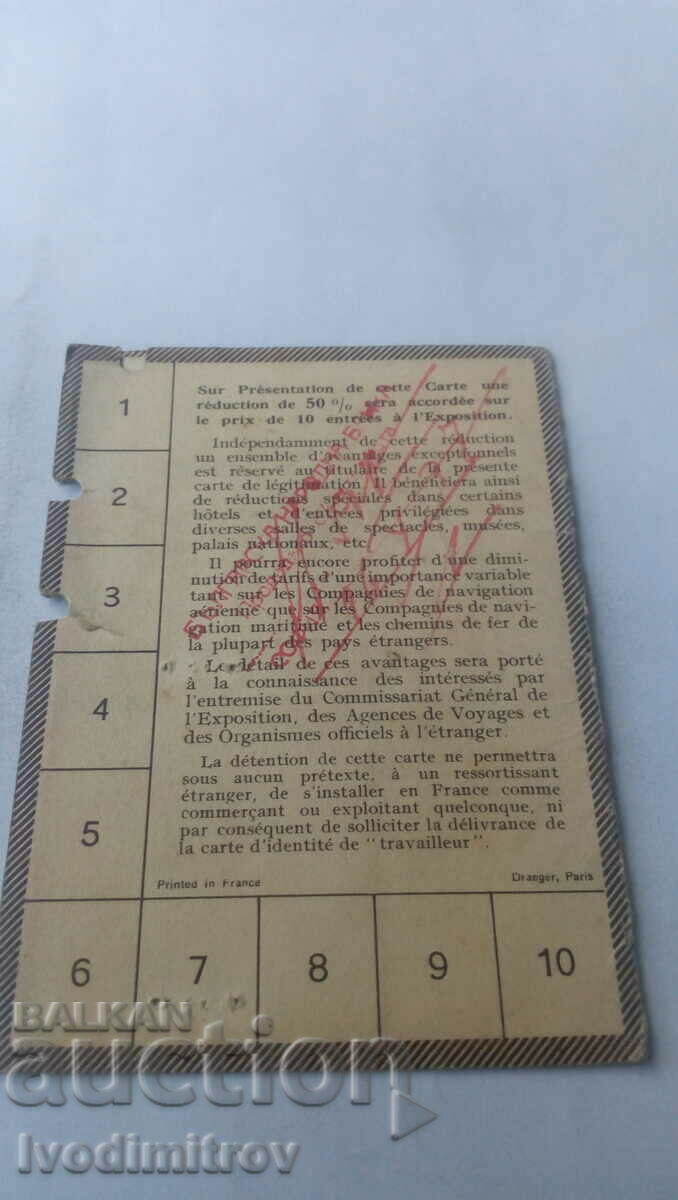 1
2
3
4
5
6
7
8
9
10
Sur Présentation de cette Carte une
réduction de 50 % sera accordée sur
le prix de 10 entrées à l'Exposition.
Indépendamment de cette réduction
un ensemble d'avantages exceptionnels
est réservé au titulaire de la présente
carte de légitimation. Il bénéficiera ainsi
de réductions spéciales dans certains
hôtels et d'entrées privilégiées dans
diverses salles de spectacles, musées,
palais nationaux, etc.
Il pourra encore profiter d'une dimi-
nution de tarifs d'une importance variable
tant sur les Compagnies de navigation
aérienne que sur les Compagnies de navi-
gation maritime et les chemins de fer de
la plupart des pays étrangers.
Le détail de ces avantages sera porté
à la connaissance des intéressés par
l'entremise du Commissariat Général de
l'Exposition, des Agences de Voyages et
des Organismes officiels à l'étranger.
La détention de cette carte ne permettra
sous aucun prétexte, à un ressortissant
étranger, de s'installer en France comme
commerçant ou exploitant quelconque, ni
par conséquent de solliciter la délivrance de
la carte d'identité de "travailleur".
Printed in France
Draeger, Paris
BALKAN
auction
Ivodimitrov